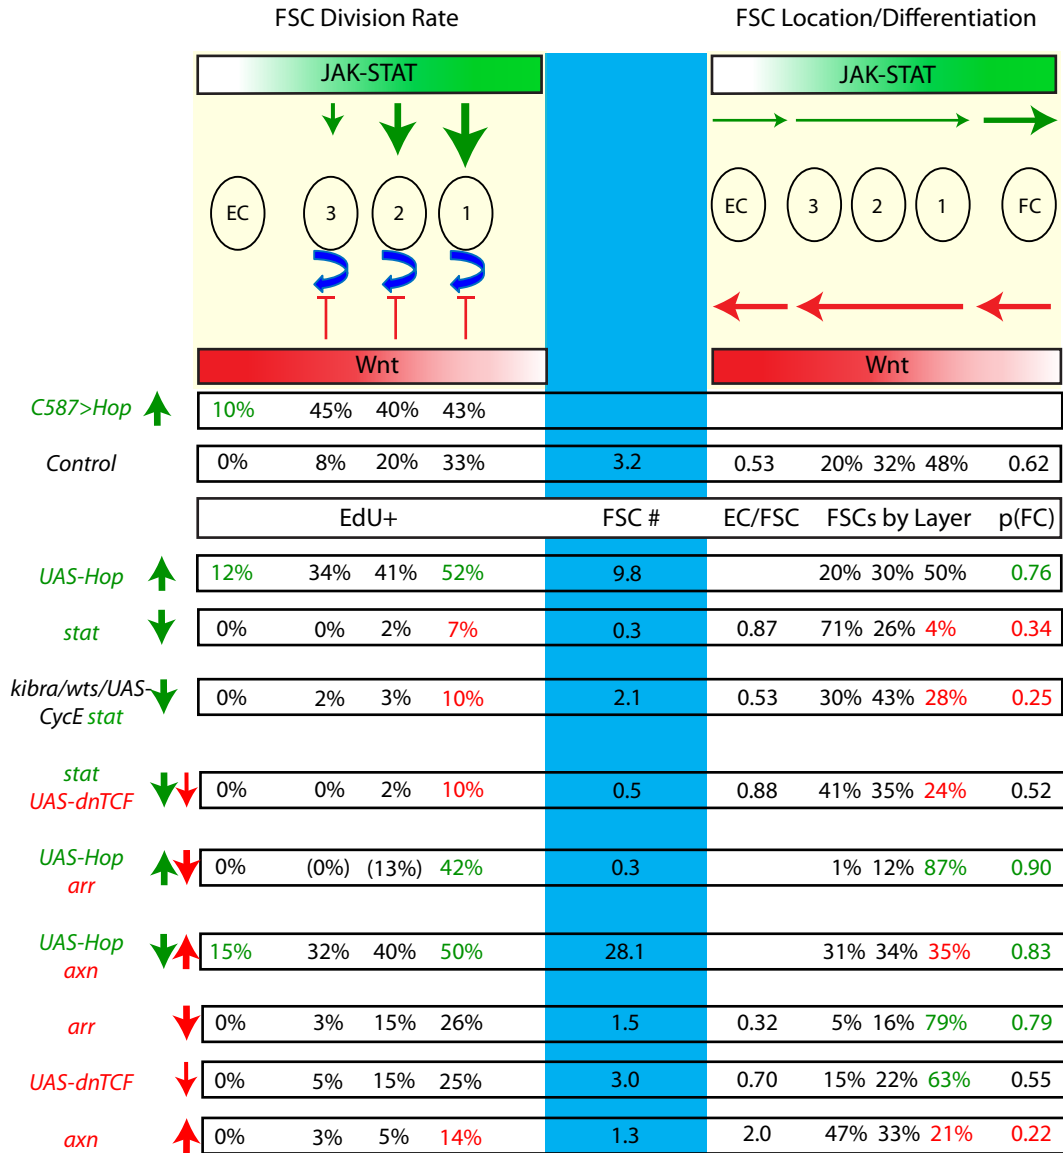 FSC Division Rate FSC Location/Differentiation
JAK-STAT JAK-STAT
EC 3 2 1 EC 3 2 1 FC
Wnt Wnt
C587>Hop 10% 45% 40% 43%
Control 0% 8% 20% 33% 3.2 0.53 20% 32% 48% 0.62
EdU+ FSC # EC/FSC FSCs by Layer p(FC)
UAS-Hop 12% 34% 41% 52% 9.8 20% 30% 50% 0.76
stat 0% 0% 2% 7% 0.3 0.87 71% 26% 4% 0.34
kibra/wts/UAS-
CycE stat 0% 2% 3% 10% 2.1 0.53 30% 43% 28% 0.25
stat
UAS-dnTCF 0% 0% 2% 10% 0.5 0.88 41% 35% 24% 0.52
UAS-Hop
arr 0% (0%) (13%) 42% 0.3 1% 12% 87% 0.90
UAS-Hop
axn 15% 32% 40% 50% 28.1 31% 34% 35% 0.83
arr 0% 3% 15% 26% 1.5 0.32 5% 16% 79% 0.79
UAS-dnTCF 0% 5% 15% 25% 3.0 0.70 15% 22% 63% 0.55
axn 0% 3% 5% 14% 1.3 2.0 47% 33% 21% 0.22